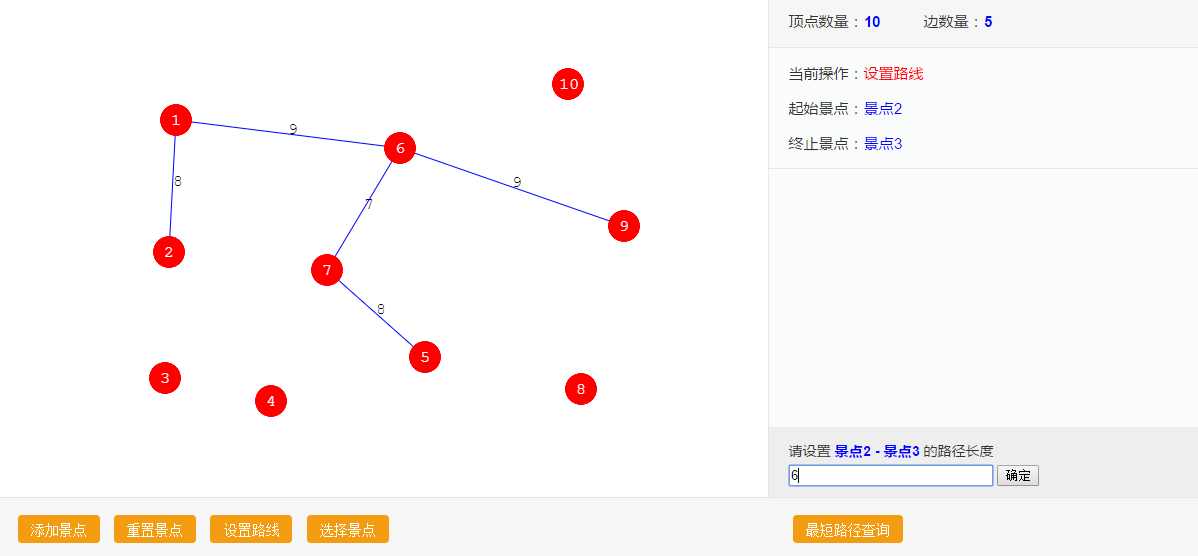 顶点数量：10 边数量：5
当前操作：设置路线
起始景点：景点2
终止景点：景点3
10
1
9
6
8
7
9
9
2
7
8
5
3
4
8
请设置 景点2 - 景点3 的路径长度
6 确定
添加景点 重置景点 设置路线 选择景点 最短路径查询